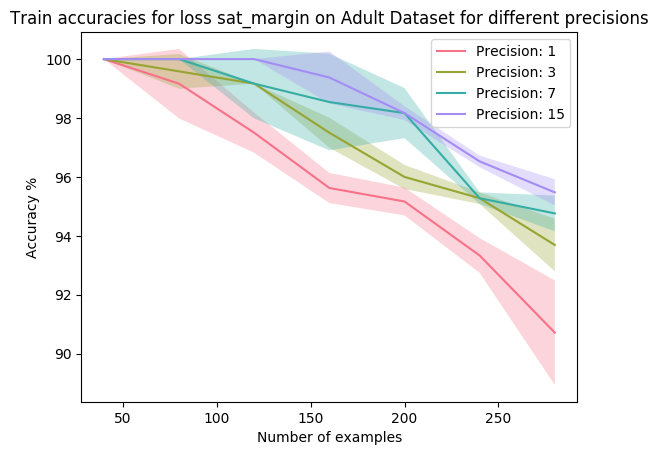 Train accuracies for loss sat_margin on Adult Dataset for different precisions
Precision: 1
Precision: 3
Precision: 7
Precision: 15
Accuracy %
100
98
96
94
92
90
50
100
150
200
250
Number of examples